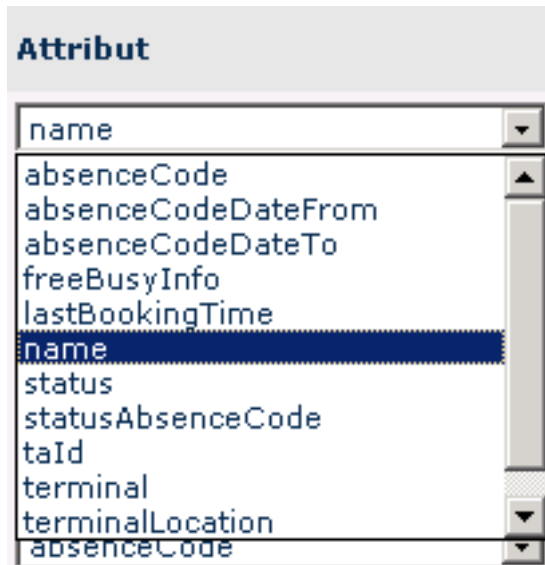 Attribut
name
absenceCode
absenceCodeDateFrom
absenceCodeDateTo
freeBusyInfo
lastBookingTime
name
status
statusAbsenceCode
taId
terminal
terminalLocation
absenceCode